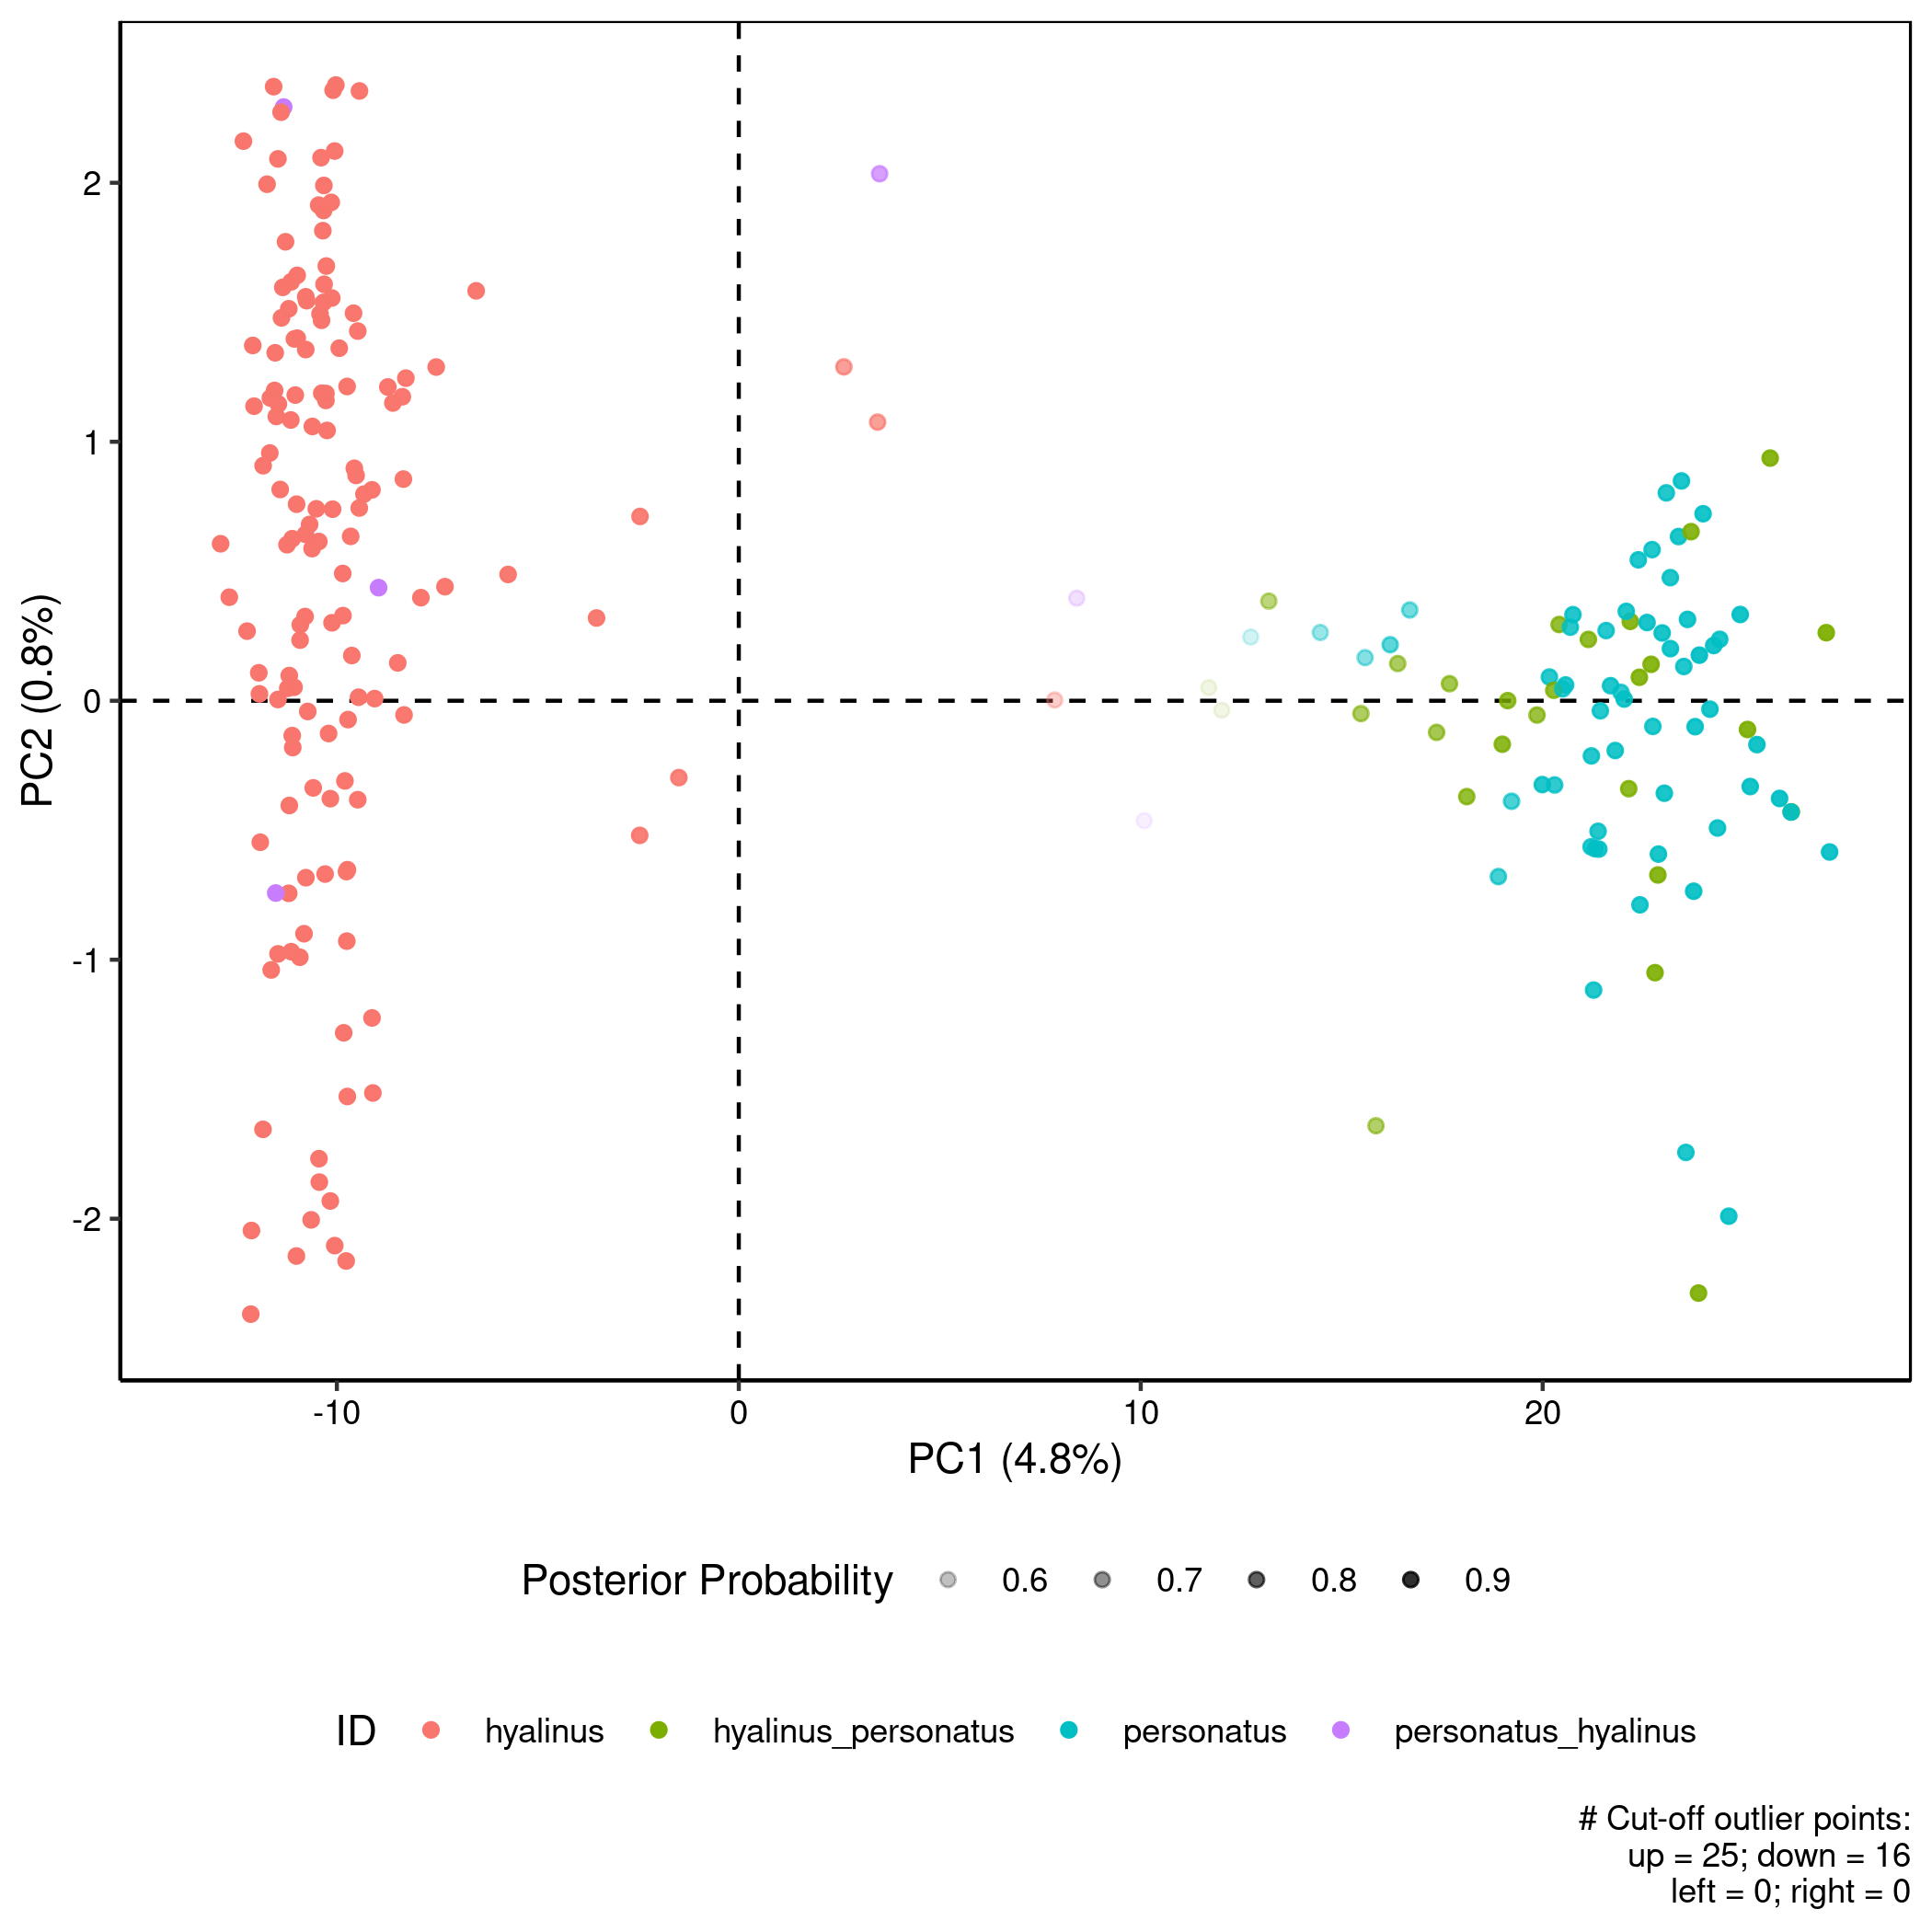 PC2 (0.8%)
2
1
0
-1
-2
-10
0
10
20
PC1 (4.8%)
Posterior Probability 0.6 0.7 0.8 0.9
ID hyalinus hyalinus_personatus personatus personatus_hyalinus
# Cut-off outlier points:
up = 25; down = 16
left = 0; right = 0